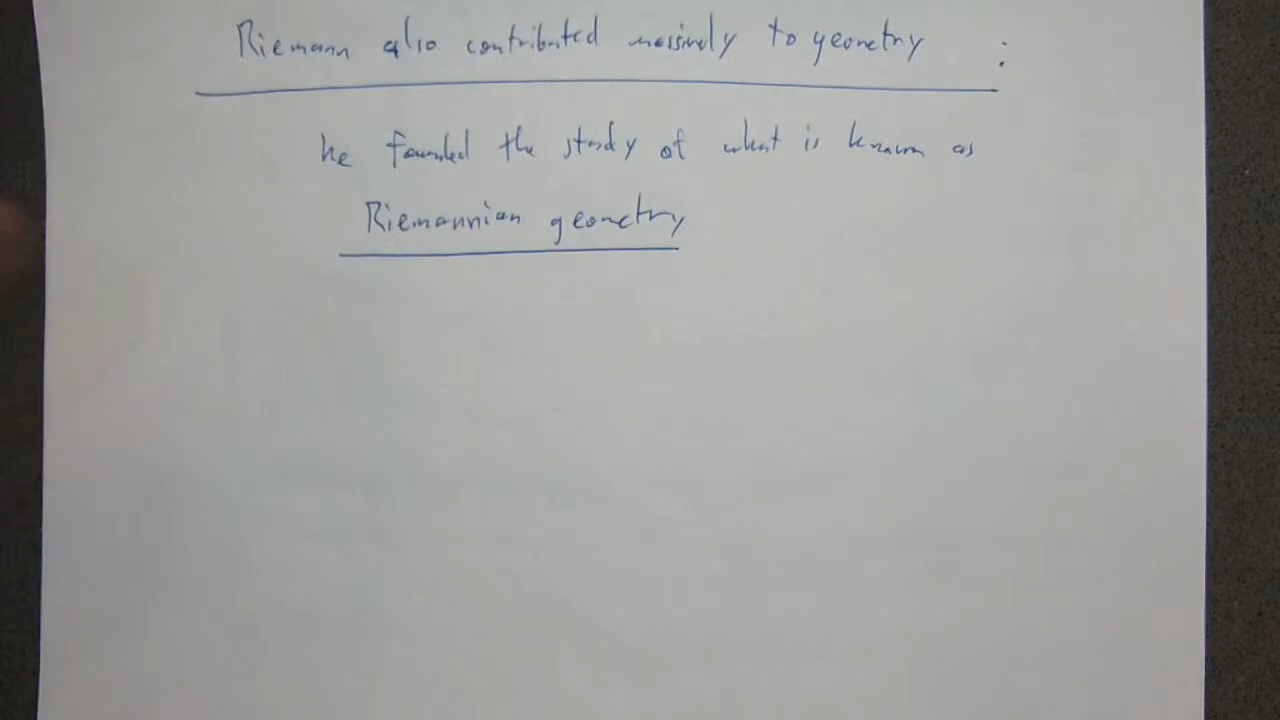 Riemann also contributed massively to geometry :
he founded the study of what is known as
Riemannian geometry